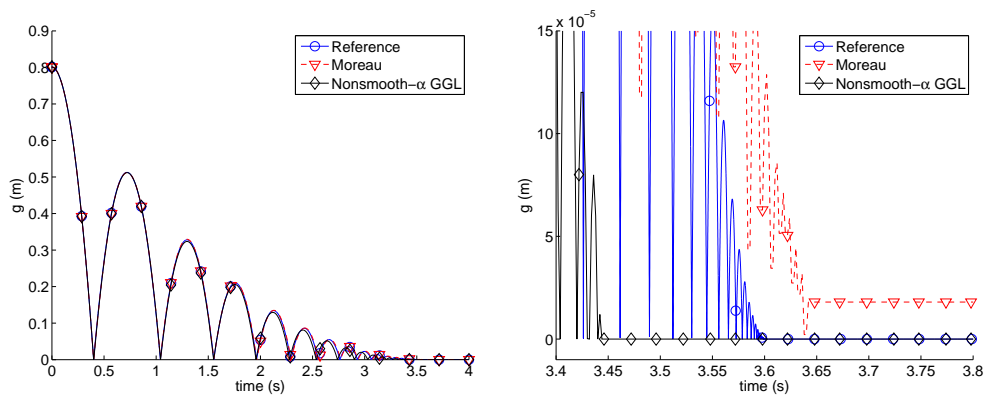 0.9
0.8
0.7
0.6
0.5
0.4
0.3
0.2
0.1
0
g (m)
0 0.5 1 1.5 2 2.5 3 3.5 4
time (s)
Reference
Moreau
Nonsmooth−α GGL
15 x 10⁻⁵
10
5
0
g (m)
3.4 3.45 3.5 3.55 3.6 3.65 3.7 3.75 3.8
time (s)
Reference
Moreau
Nonsmooth−α GGL